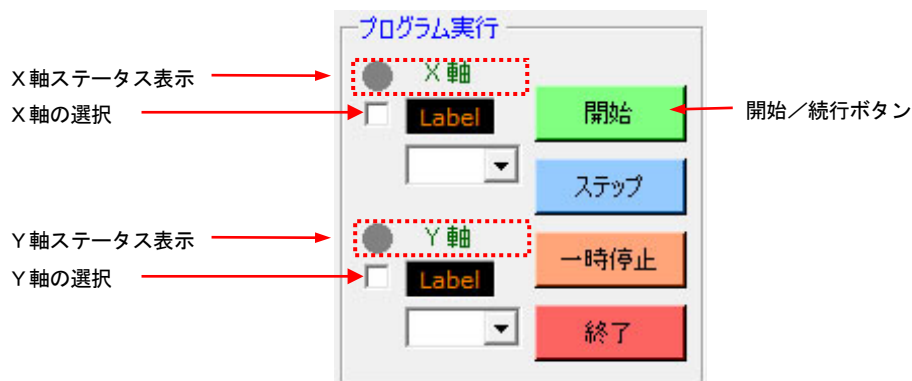 プログラム実行
X軸ステータス表示
X軸
X軸の選択
Label
開始
開始／続行ボタン
ステップ
Y軸ステータス表示
Y軸
一時停止
Y軸の選択
Label
終了